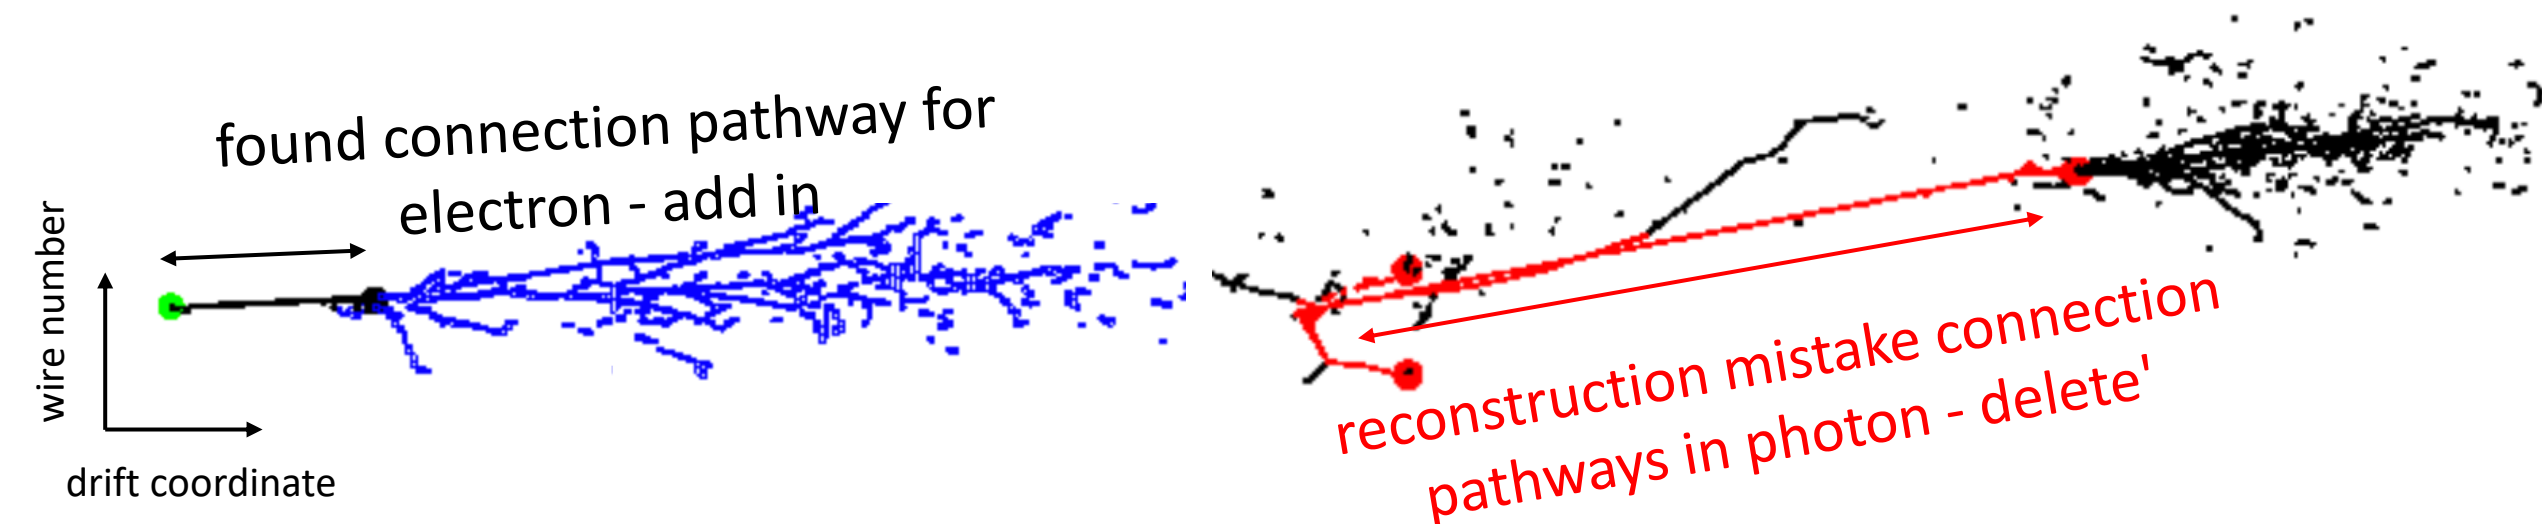 found connection pathway for
electron - add in
wire number
drift coordinate
reconstruction mistake connection
pathways in photon - delete'